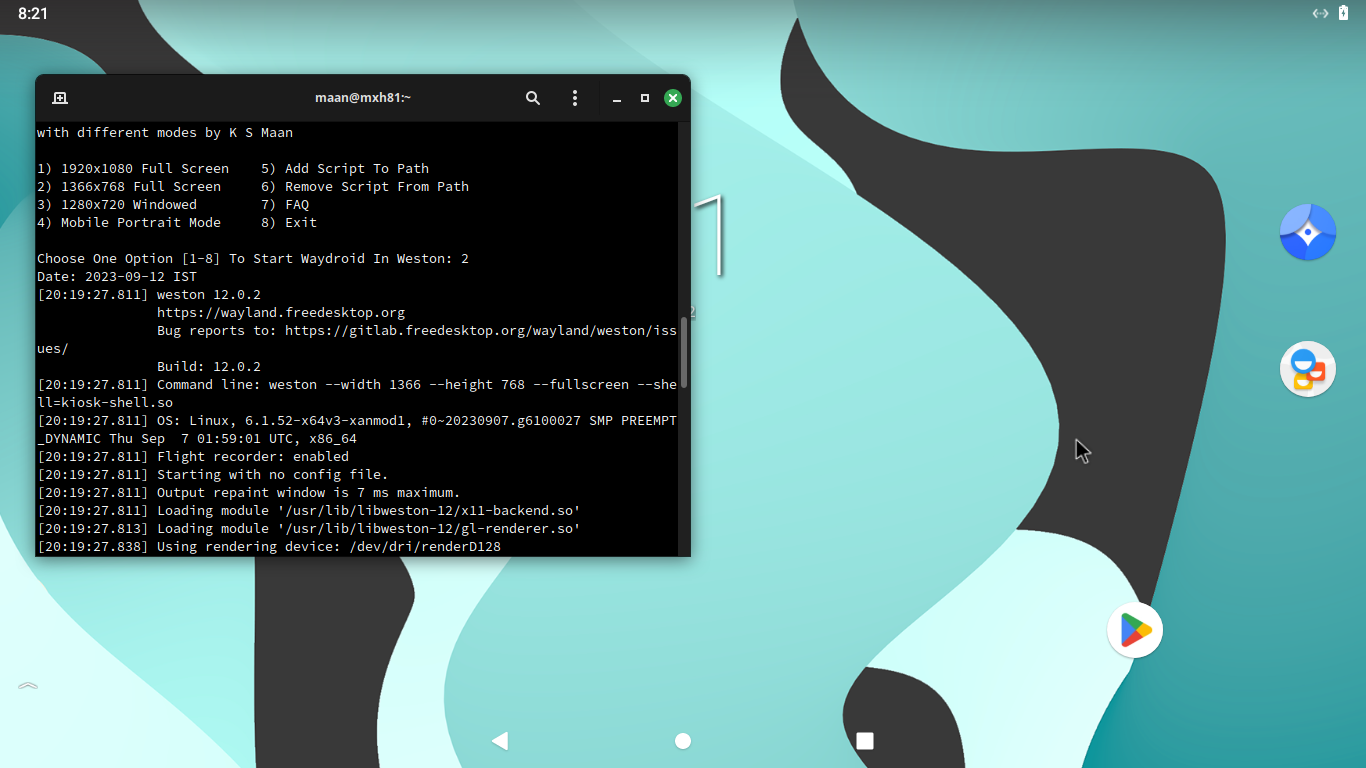 8:21
maan@mxh81:~
with different modes by K S Maan
1) 1920x1080 Full Screen    5) Add Script To Path
2) 1366x768 Full Screen     6) Remove Script From Path
3) 1280x720 Windowed        7) FAQ
4) Mobile Portrait Mode     8) Exit
Choose One Option [1-8] To Start Waydroid In Weston: 2
Date: 2023-09-12 IST
[20:19:27.811] weston 12.0.2
https://wayland.freedesktop.org
Bug reports to: https://gitlab.freedesktop.org/wayland/weston/iss
ues/
Build: 12.0.2
[20:19:27.811] Command line: weston --width 1366 --height 768 --fullscreen --she
ll=kiosk-shell.so
[20:19:27.811] OS: Linux, 6.1.52-x64v3-xanmod1, #0~20230907.g6100027 SMP PREEMPT
_DYNAMIC Thu Sep  7 01:59:01 UTC, x86_64
[20:19:27.811] Flight recorder: enabled
[20:19:27.811] Starting with no config file.
[20:19:27.811] Output repaint window is 7 ms maximum.
[20:19:27.811] Loading module '/usr/lib/libweston-12/x11-backend.so'
[20:19:27.813] Loading module '/usr/lib/libweston-12/gl-renderer.so'
[20:19:27.838] Using rendering device: /dev/dri/renderD128
1
2